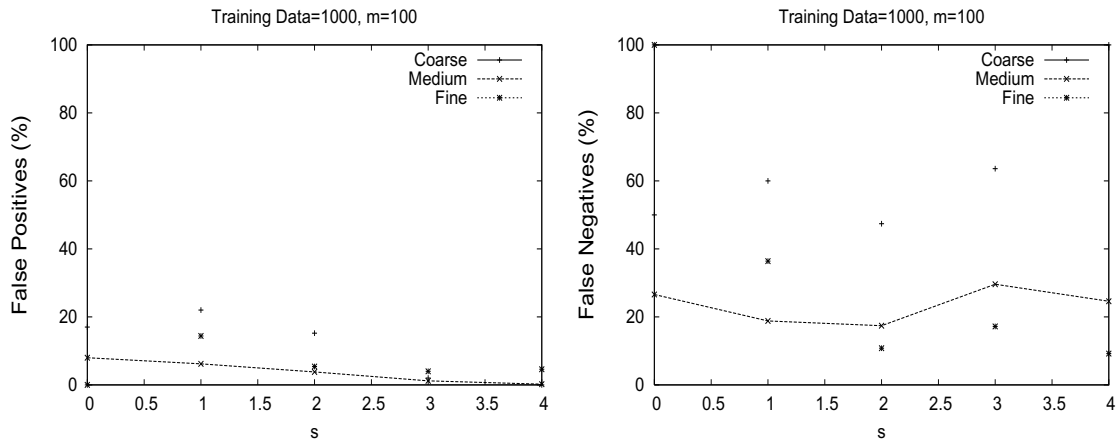 Training Data=1000, m=100
100
80
60
40
20
0
False Positives (%)
Coarse
Medium
Fine
0 0.5 1 1.5 2 2.5 3 3.5 4
s
Training Data=1000, m=100
100
80
60
40
20
0
False Negatives (%)
Coarse
Medium
Fine
0 0.5 1 1.5 2 2.5 3 3.5 4
s